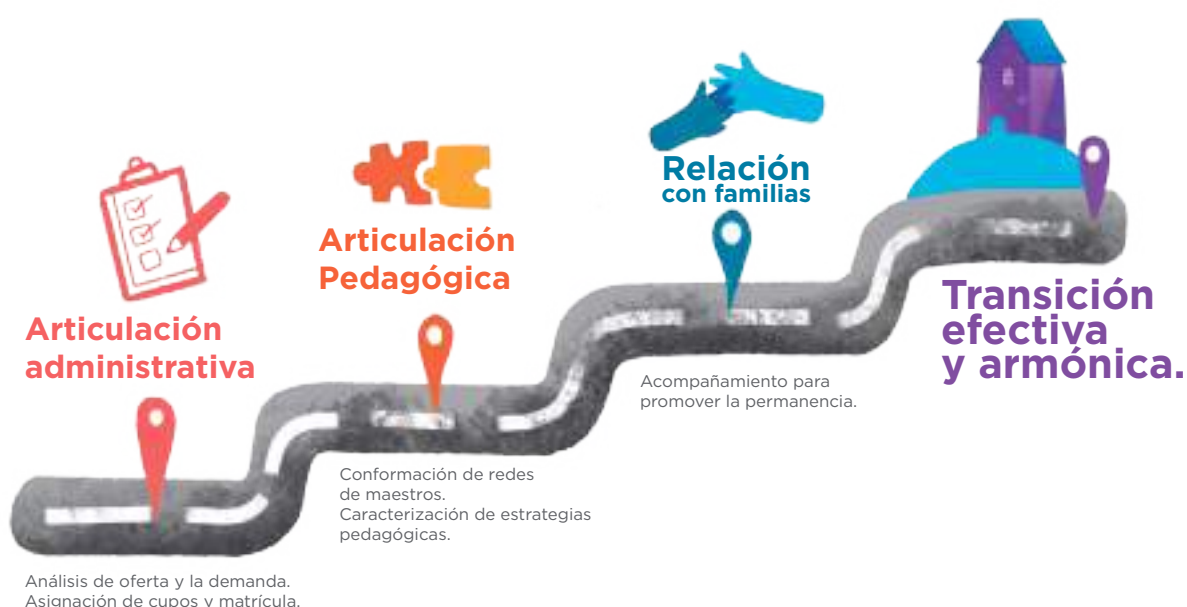 Articulación
administrativa
Análisis de oferta y la demanda.
Asignación de cupos y matrícula.
Articulación
Pedagógica
Conformación de redes
de maestros.
Caracterización de estrategias
pedagógicas.
Relación
con familias
Acompañamiento para
promover la permanencia.
Transición
efectiva
y armónica.